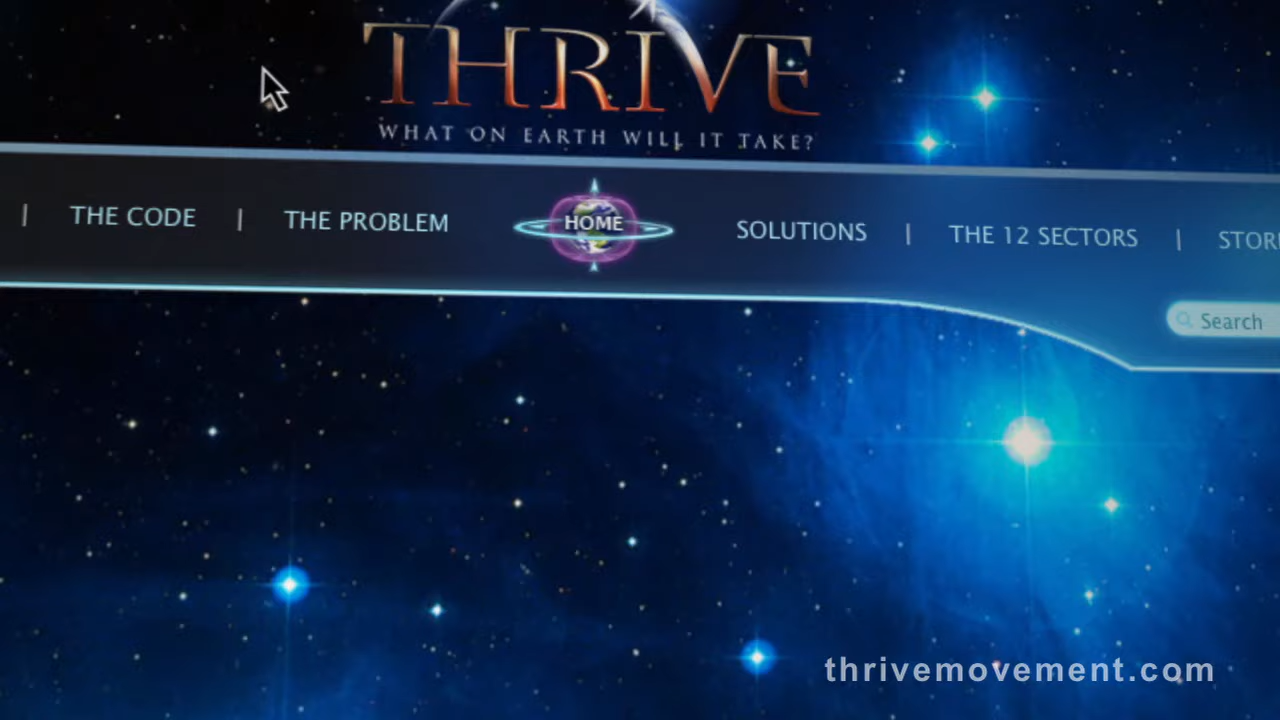 THRIVE
WHAT ON EARTH WILL IT TAKE?
| THE CODE | THE PROBLEM HOME SOLUTIONS | THE 12 SECTORS |
Search
thrivemovement.com